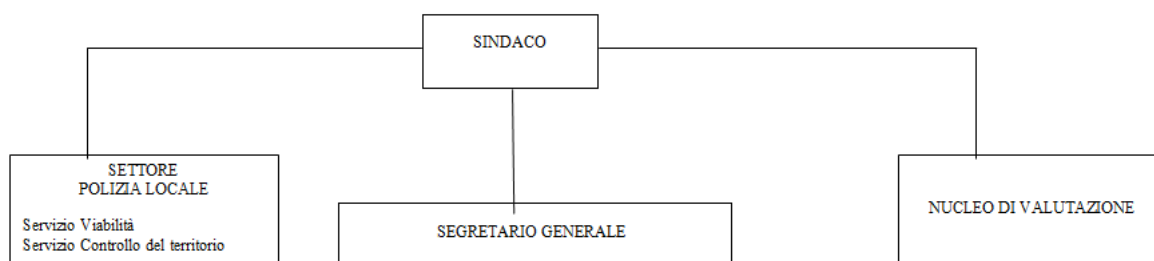 SINDACO
SETTORE
POLIZIA LOCALE
Servizio Viabilità
Servizio Controllo del territorio
SEGRETARIO GENERALE
NUCLEO DI VALUTAZIONE